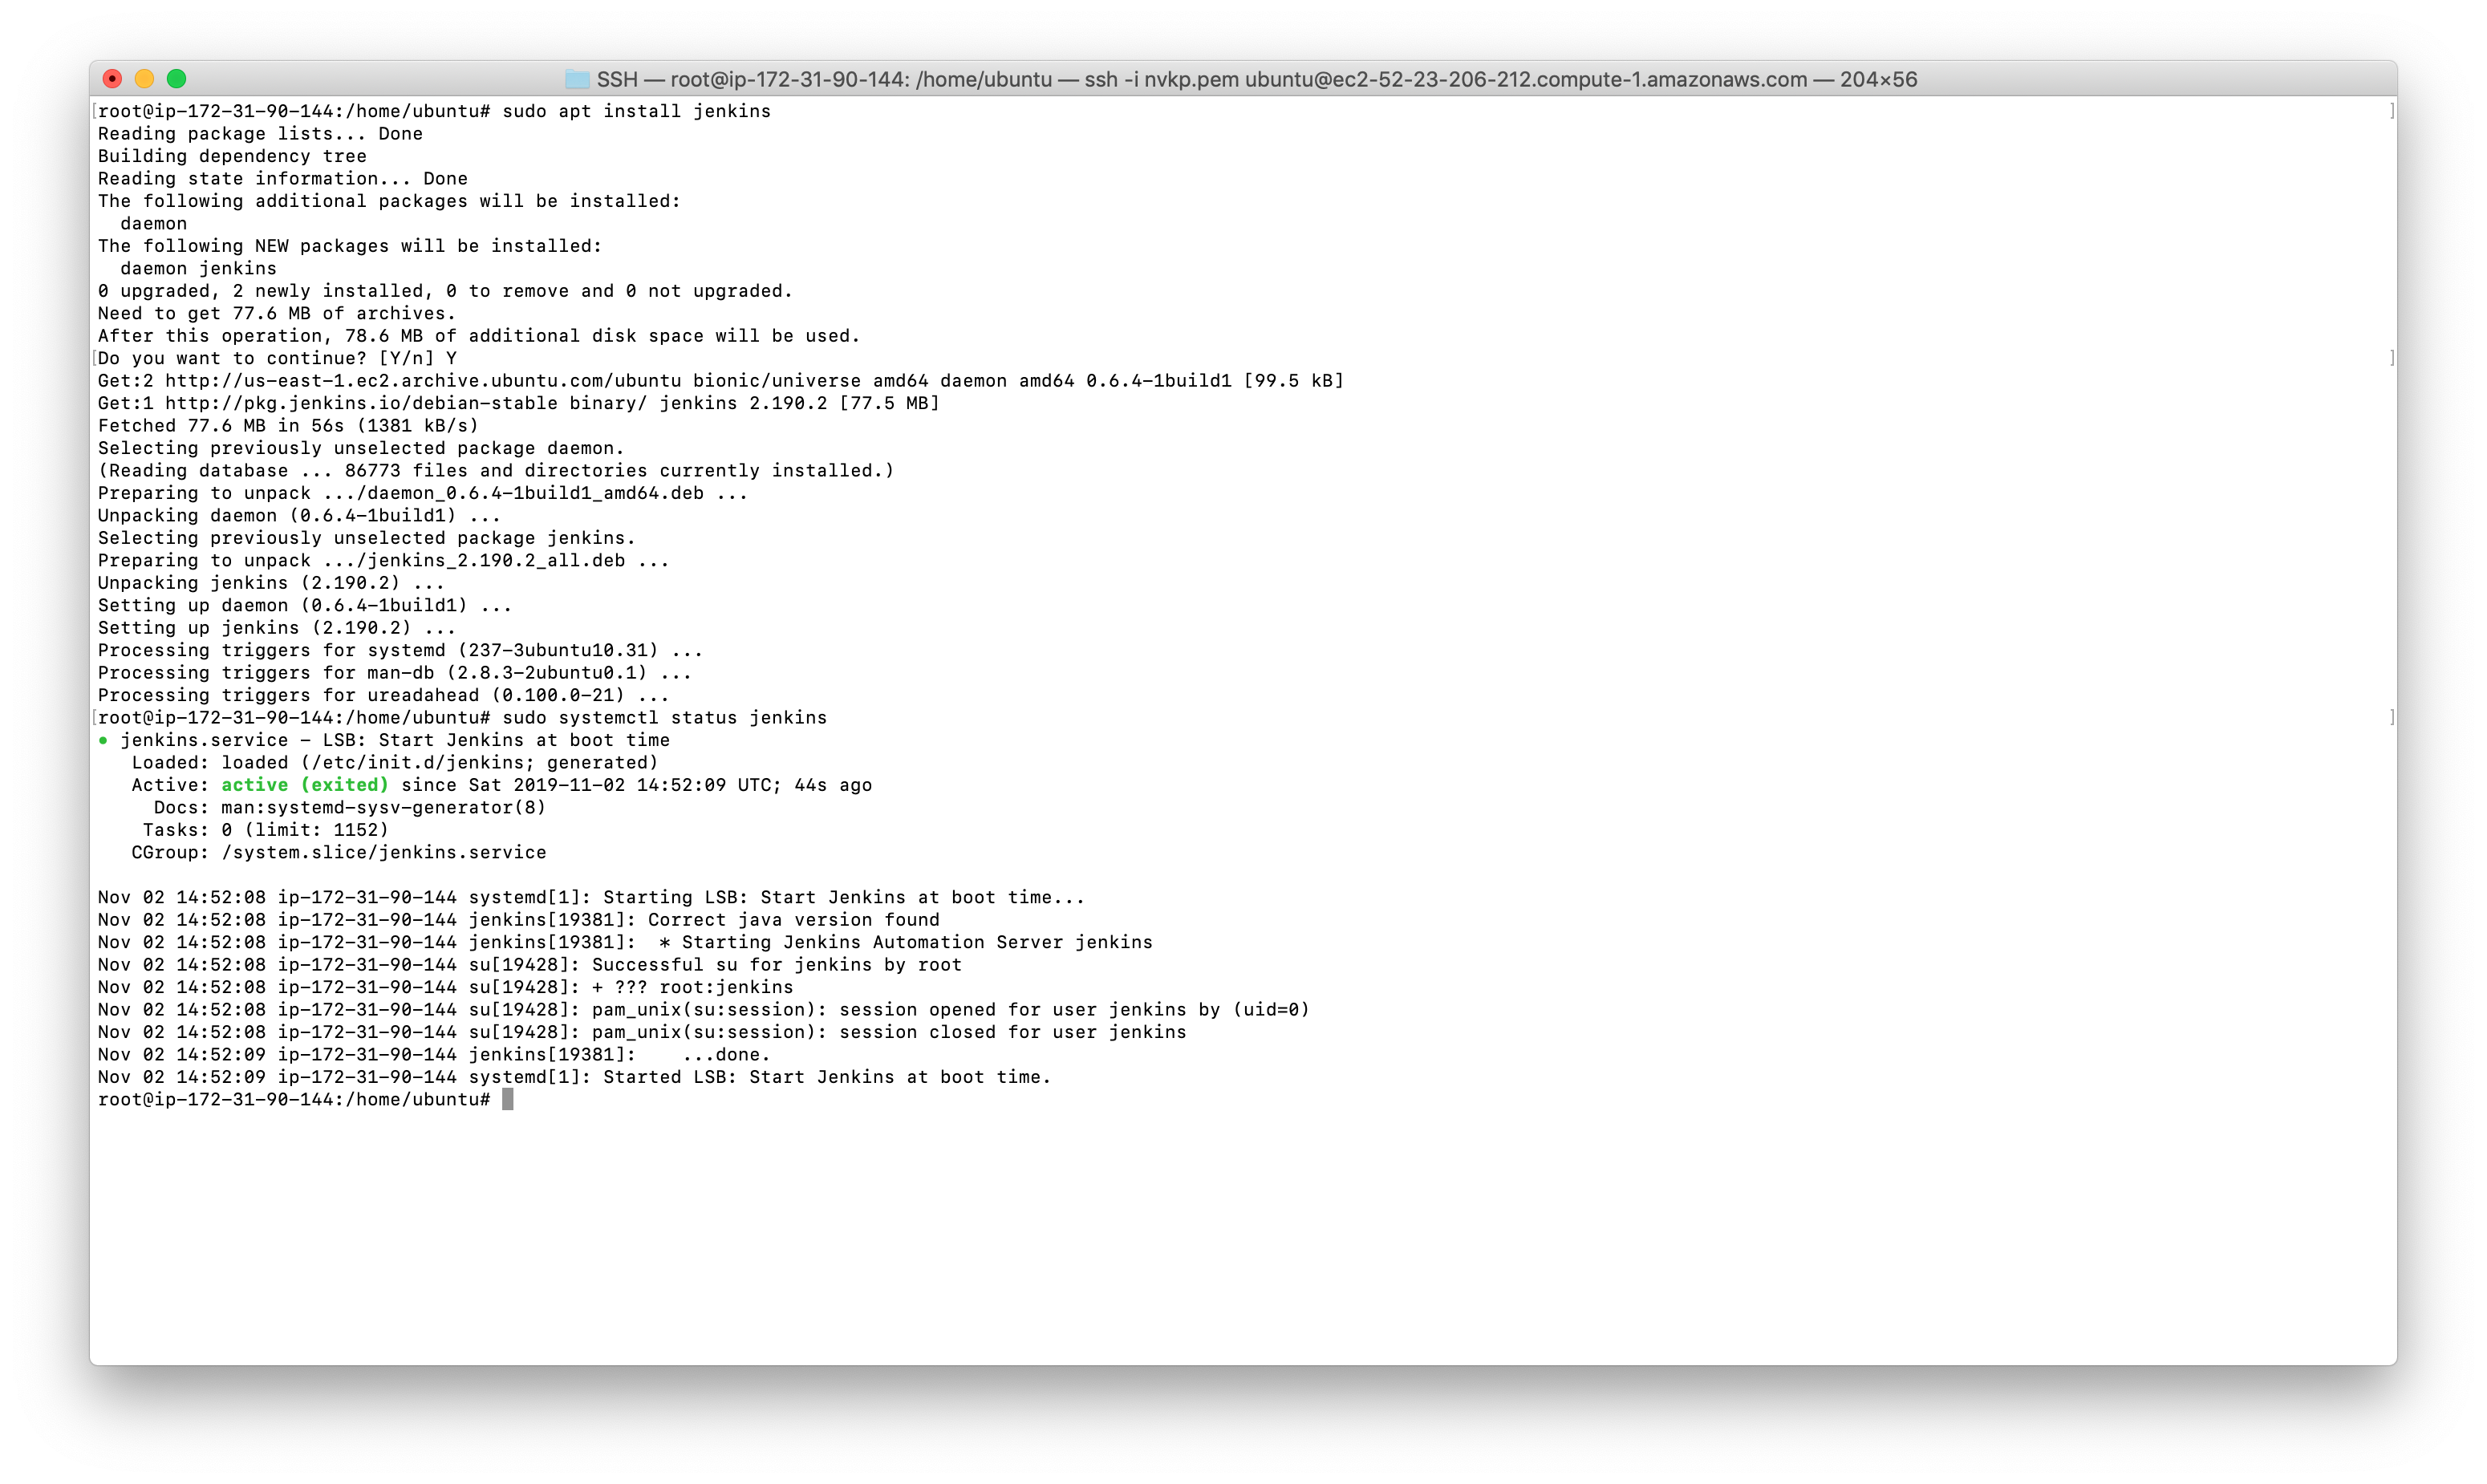 SSH — root@ip-172-31-90-144: /home/ubuntu — ssh -i nvkp.pem ubuntu@ec2-52-23-206-212.compute-1.amazonaws.com — 204×56
[root@ip-172-31-90-144:/home/ubuntu# sudo apt install jenkins ]
Reading package lists... Done
Building dependency tree
Reading state information... Done
The following additional packages will be installed:
  daemon
The following NEW packages will be installed:
  daemon jenkins
0 upgraded, 2 newly installed, 0 to remove and 0 not upgraded.
Need to get 77.6 MB of archives.
After this operation, 78.6 MB of additional disk space will be used.
[Do you want to continue? [Y/n] Y ]
Get:2 http://us-east-1.ec2.archive.ubuntu.com/ubuntu bionic/universe amd64 daemon amd64 0.6.4-1build1 [99.5 kB]
Get:1 http://pkg.jenkins.io/debian-stable binary/ jenkins 2.190.2 [77.5 MB]
Fetched 77.6 MB in 56s (1381 kB/s)
Selecting previously unselected package daemon.
(Reading database ... 86773 files and directories currently installed.)
Preparing to unpack .../daemon_0.6.4-1build1_amd64.deb ...
Unpacking daemon (0.6.4-1build1) ...
Selecting previously unselected package jenkins.
Preparing to unpack .../jenkins_2.190.2_all.deb ...
Unpacking jenkins (2.190.2) ...
Setting up daemon (0.6.4-1build1) ...
Setting up jenkins (2.190.2) ...
Processing triggers for systemd (237-3ubuntu10.31) ...
Processing triggers for man-db (2.8.3-2ubuntu0.1) ...
Processing triggers for ureadahead (0.100.0-21) ...
[root@ip-172-31-90-144:/home/ubuntu# sudo systemctl status jenkins ]
● jenkins.service - LSB: Start Jenkins at boot time
   Loaded: loaded (/etc/init.d/jenkins; generated)
   Active: active (exited) since Sat 2019-11-02 14:52:09 UTC; 44s ago
     Docs: man:systemd-sysv-generator(8)
    Tasks: 0 (limit: 1152)
   CGroup: /system.slice/jenkins.service

Nov 02 14:52:08 ip-172-31-90-144 systemd[1]: Starting LSB: Start Jenkins at boot time...
Nov 02 14:52:08 ip-172-31-90-144 jenkins[19381]: Correct java version found
Nov 02 14:52:08 ip-172-31-90-144 jenkins[19381]:  * Starting Jenkins Automation Server jenkins
Nov 02 14:52:08 ip-172-31-90-144 su[19428]: Successful su for jenkins by root
Nov 02 14:52:08 ip-172-31-90-144 su[19428]: + ??? root:jenkins
Nov 02 14:52:08 ip-172-31-90-144 su[19428]: pam_unix(su:session): session opened for user jenkins by (uid=0)
Nov 02 14:52:08 ip-172-31-90-144 su[19428]: pam_unix(su:session): session closed for user jenkins
Nov 02 14:52:09 ip-172-31-90-144 jenkins[19381]:    ...done.
Nov 02 14:52:09 ip-172-31-90-144 systemd[1]: Started LSB: Start Jenkins at boot time.
root@ip-172-31-90-144:/home/ubuntu#